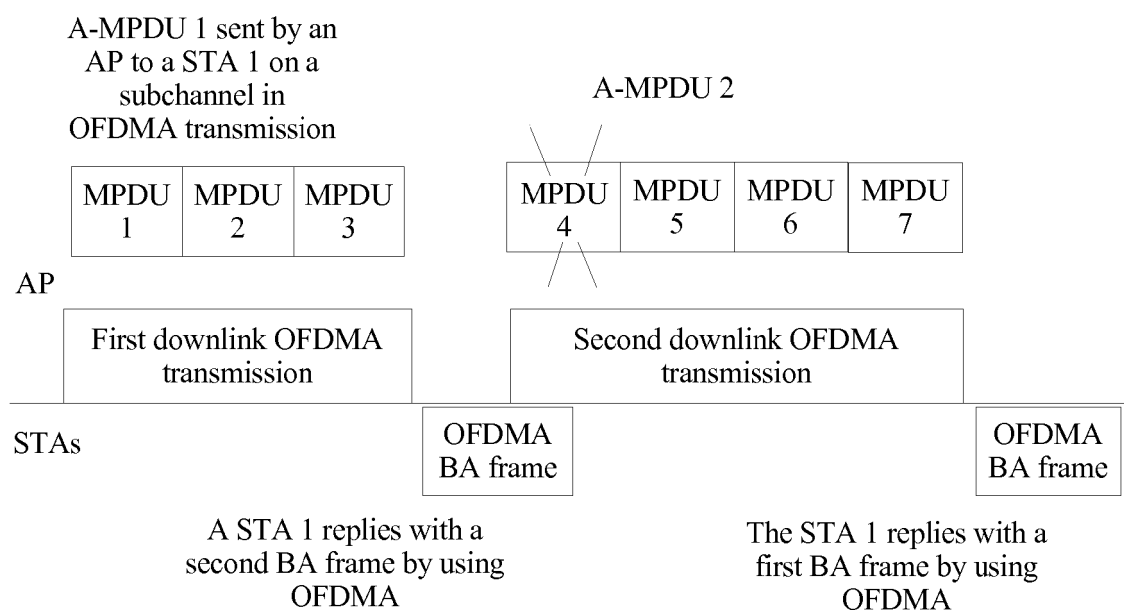 A-MPDU 1 sent by an
AP to a STA 1 on a
subchannel in
OFDMA transmission
A-MPDU 2
MPDU
1
MPDU
2
MPDU
3
MPDU
4
MPDU
5
MPDU
6
MPDU
7
AP
First downlink OFDMA
transmission
Second downlink OFDMA
transmission
STAs
OFDMA
BA frame
OFDMA
BA frame
A STA 1 replies with a
second BA frame by using
OFDMA
The STA 1 replies with a
first BA frame by using
OFDMA